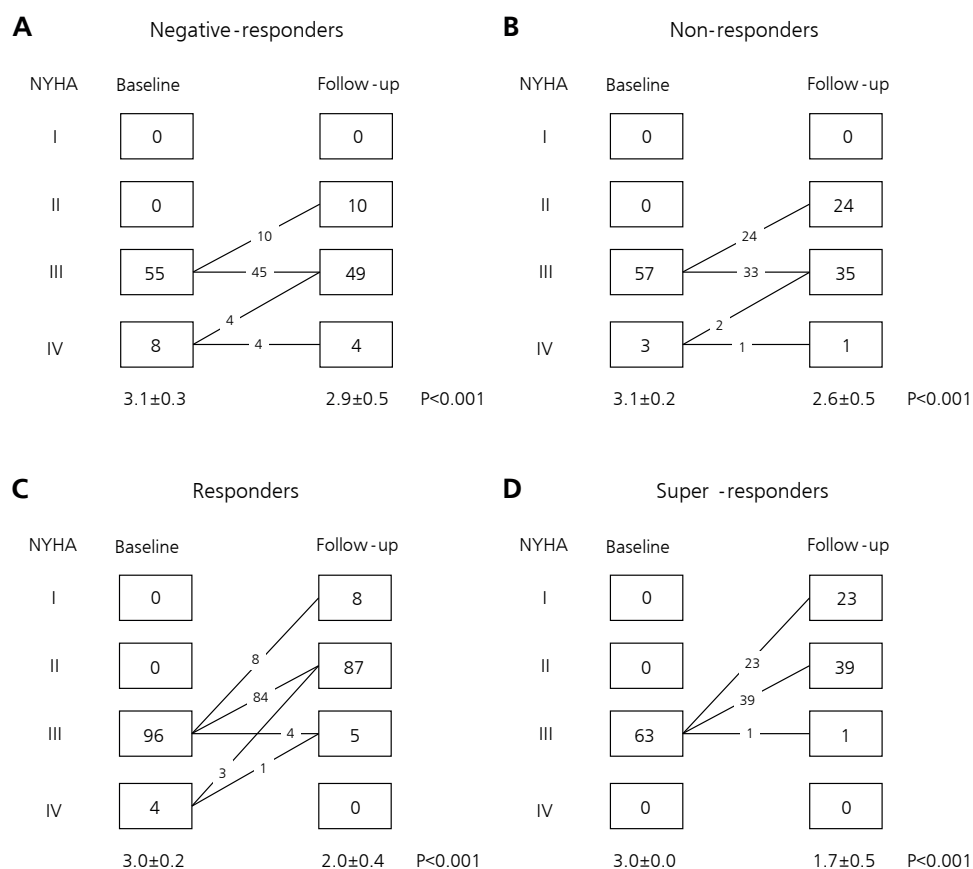 A Negative-responders
NYHA Baseline Follow-up
I 0 0
II 0 10
10
III 55 45 49
4
IV 8 4 4
3.1±0.3 2.9±0.5 P<0.001
B Non-responders
NYHA Baseline Follow-up
I 0 0
II 0 24
24
III 57 33 35
2
IV 3 1 1
3.1±0.2 2.6±0.5 P<0.001
C Responders
NYHA Baseline Follow-up
I 0 8
8
II 0 87
84
III 96 4 5
3 1
IV 4 0
3.0±0.2 2.0±0.4 P<0.001
D Super-responders
NYHA Baseline Follow-up
I 0 23
23
II 0 39
39
III 63 1 1
IV 0 0
3.0±0.0 1.7±0.5 P<0.001